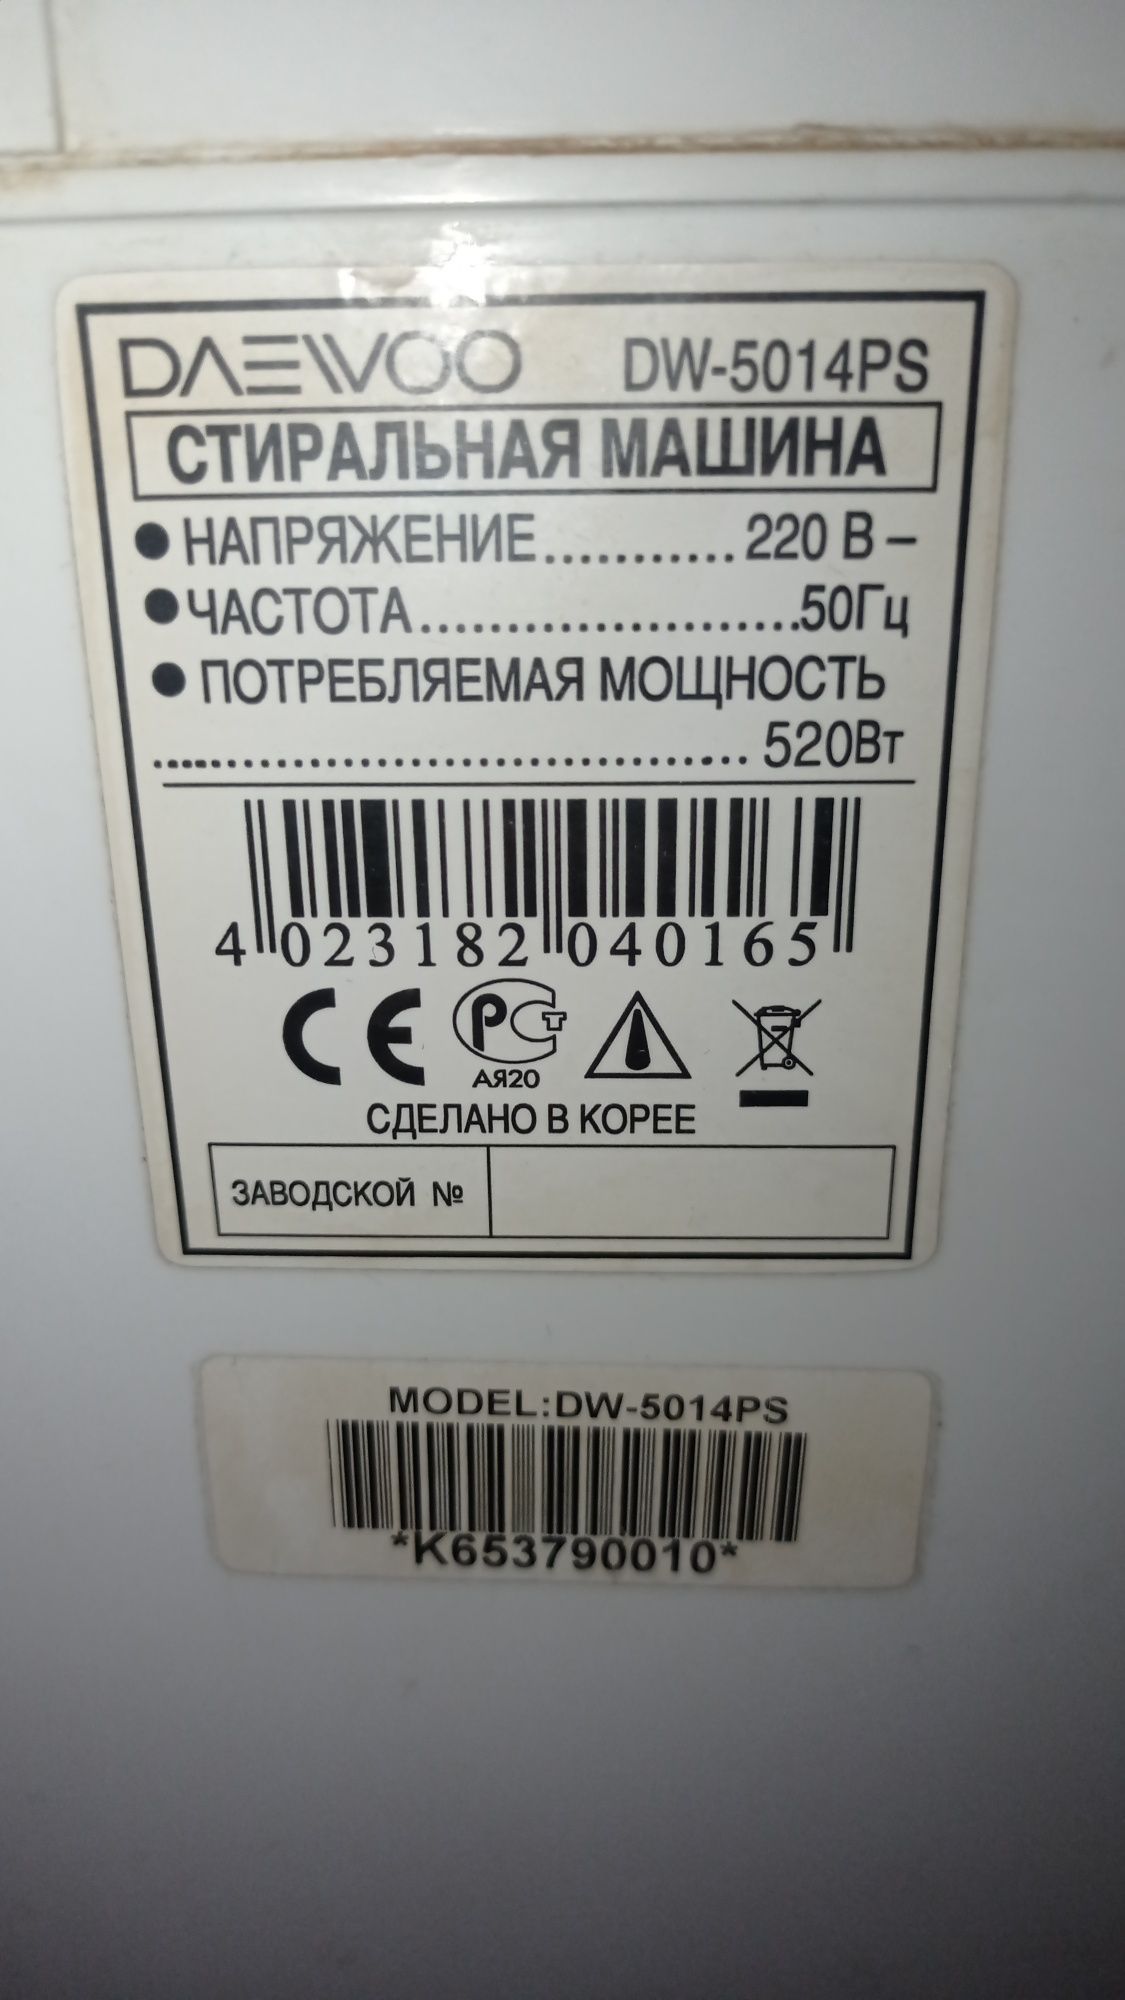 DAEWOO DW-5014PS
СТИРАЛЬНАЯ МАШИНА
● НАПРЯЖЕНИЕ........... 220 В –
● ЧАСТОТА.......................50Гц
● ПОТРЕБЛЯЕМАЯ МОЩНОСТЬ
........................................ 520Вт
4 023182 040165
CE РСТ
АЯ20
СДЕЛАНО В КОРЕЕ
ЗАВОДСКОЙ №
MODEL:DW-5014PS
*K653790010*